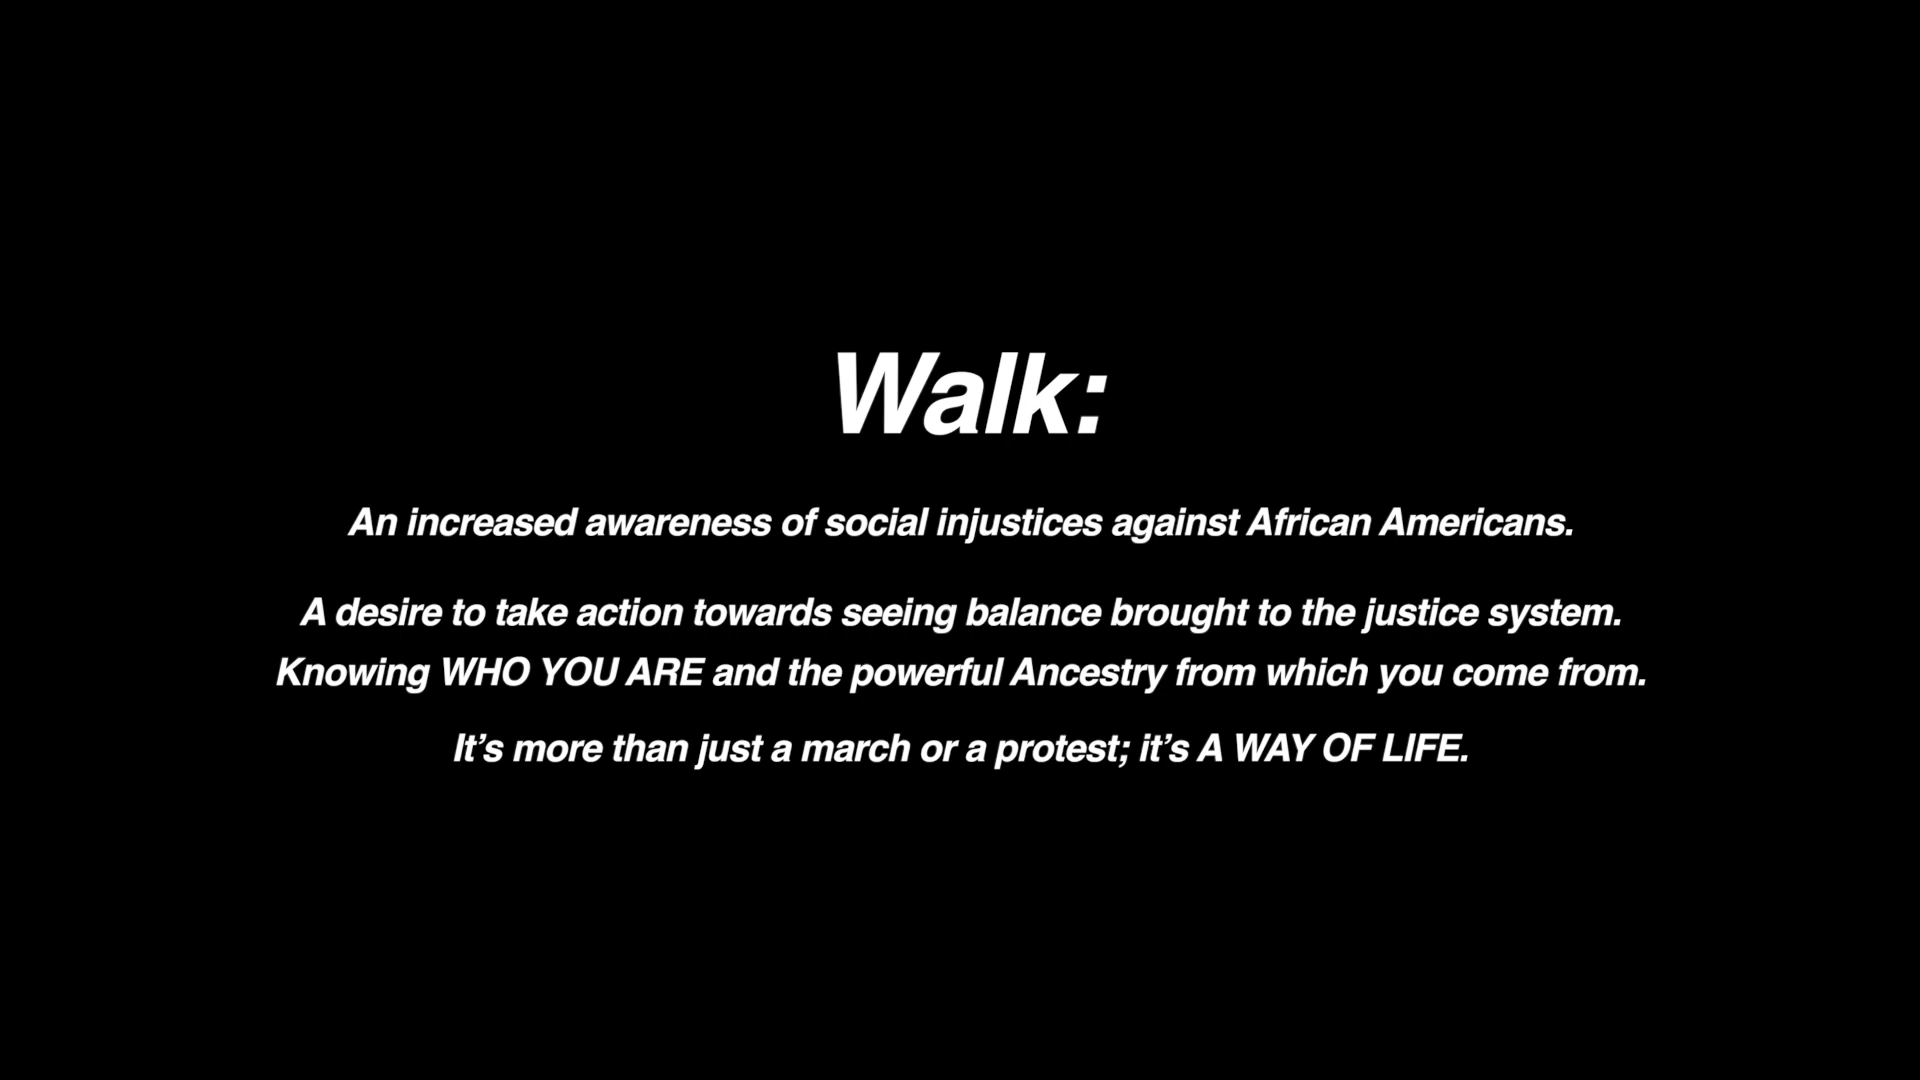 Walk:
An increased awareness of social injustices against African Americans.
A desire to take action towards seeing balance brought to the justice system.
Knowing WHO YOU ARE and the powerful Ancestry from which you come from.
It’s more than just a march or a protest; it’s A WAY OF LIFE.